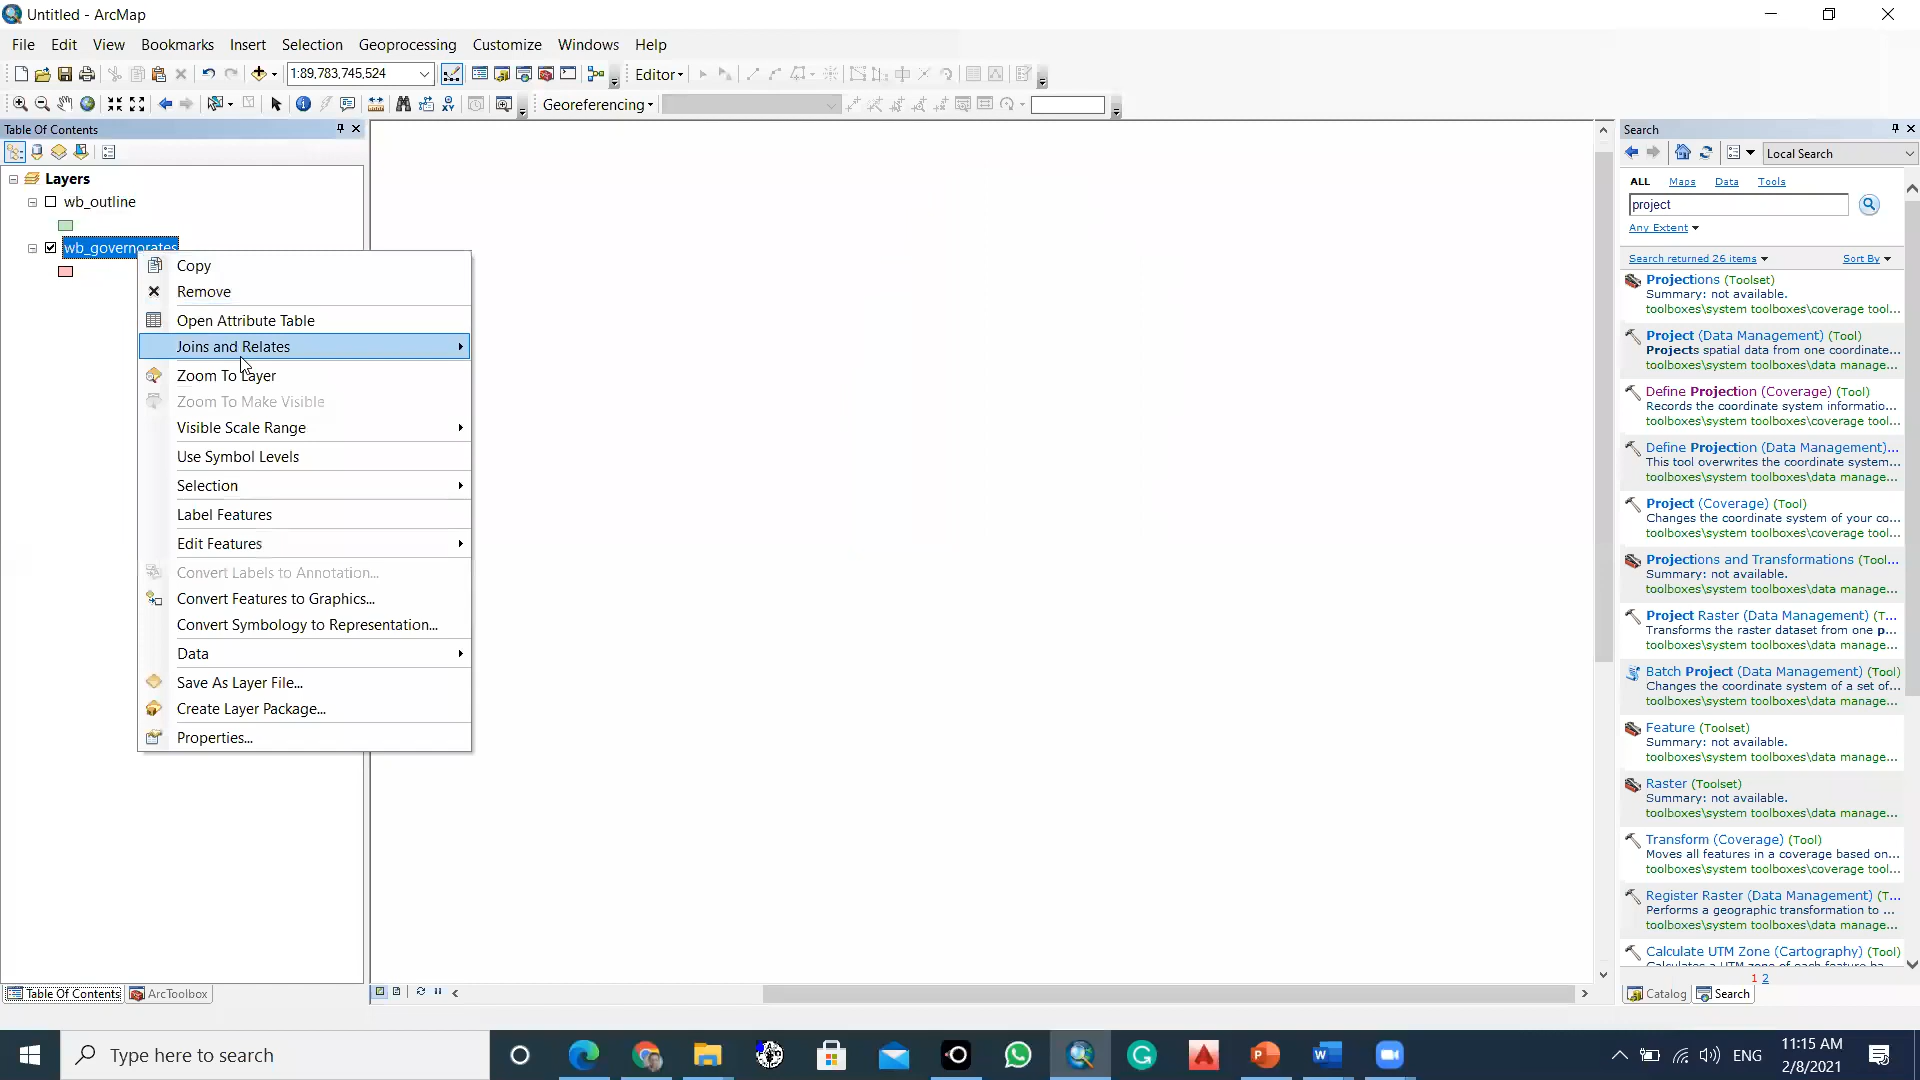 Untitled - ArcMap
File Edit View Bookmarks Insert Selection Geoprocessing Customize Windows Help
1:89,783,745,524
Editor
Georeferencing
Table Of Contents
Layers
wb_outline
wb_governorates
Copy
Remove
Open Attribute Table
Joins and Relates
Zoom To Layer
Zoom To Make Visible
Visible Scale Range
Use Symbol Levels
Selection
Label Features
Edit Features
Convert Labels to Annotation...
Convert Features to Graphics...
Convert Symbology to Representation...
Data
Save As Layer File...
Create Layer Package...
Properties...
Table Of Contents ArcToolbox
Search
Local Search
ALL Maps Data Tools
project
Any Extent
Search returned 26 items Sort By
Projections (Toolset)
Summary: not available.
toolboxes\system toolboxes\coverage tool...
Project (Data Management) (Tool)
Projects spatial data from one coordinate...
toolboxes\system toolboxes\data manage...
Define Projection (Coverage) (Tool)
Records the coordinate system informatio...
toolboxes\system toolboxes\coverage tool...
Define Projection (Data Management)...
This tool overwrites the coordinate system...
toolboxes\system toolboxes\data manage...
Project (Coverage) (Tool)
Changes the coordinate system of your co...
toolboxes\system toolboxes\coverage tool...
Projections and Transformations (Tool...
Summary: not available.
toolboxes\system toolboxes\data manage...
Project Raster (Data Management) (T...
Transforms the raster dataset from one p...
toolboxes\system toolboxes\data manage...
Batch Project (Data Management) (Tool)
Changes the coordinate system of a set of...
toolboxes\system toolboxes\data manage...
Feature (Toolset)
Summary: not available.
toolboxes\system toolboxes\data manage...
Raster (Toolset)
Summary: not available.
toolboxes\system toolboxes\data manage...
Transform (Coverage) (Tool)
Moves all features in a coverage based on...
toolboxes\system toolboxes\coverage tool...
Register Raster (Data Management) (T...
Performs a geographic transformation to ...
toolboxes\system toolboxes\data manage...
Calculate UTM Zone (Cartography) (Tool)
1 2
Catalog Search
Type here to search
ENG
11:15 AM
2/8/2021